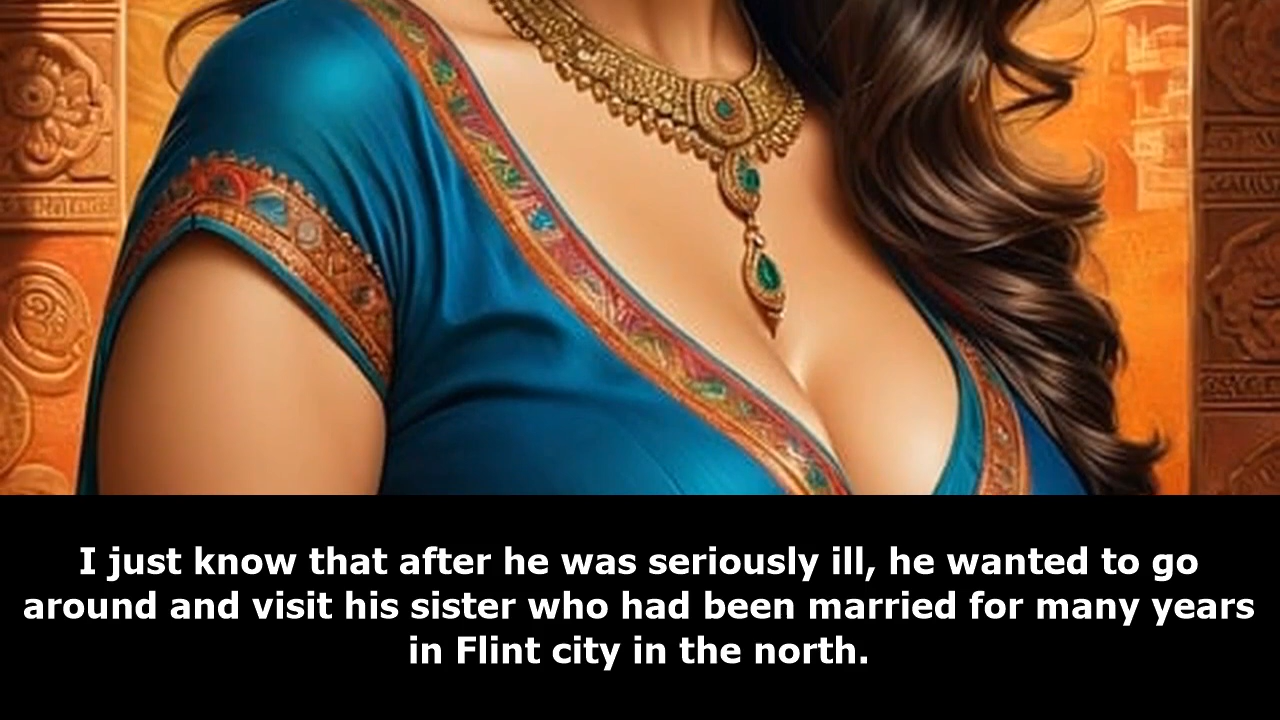 I just know that after he was seriously ill, he wanted to go
around and visit his sister who had been married for many years
in Flint city in the north.